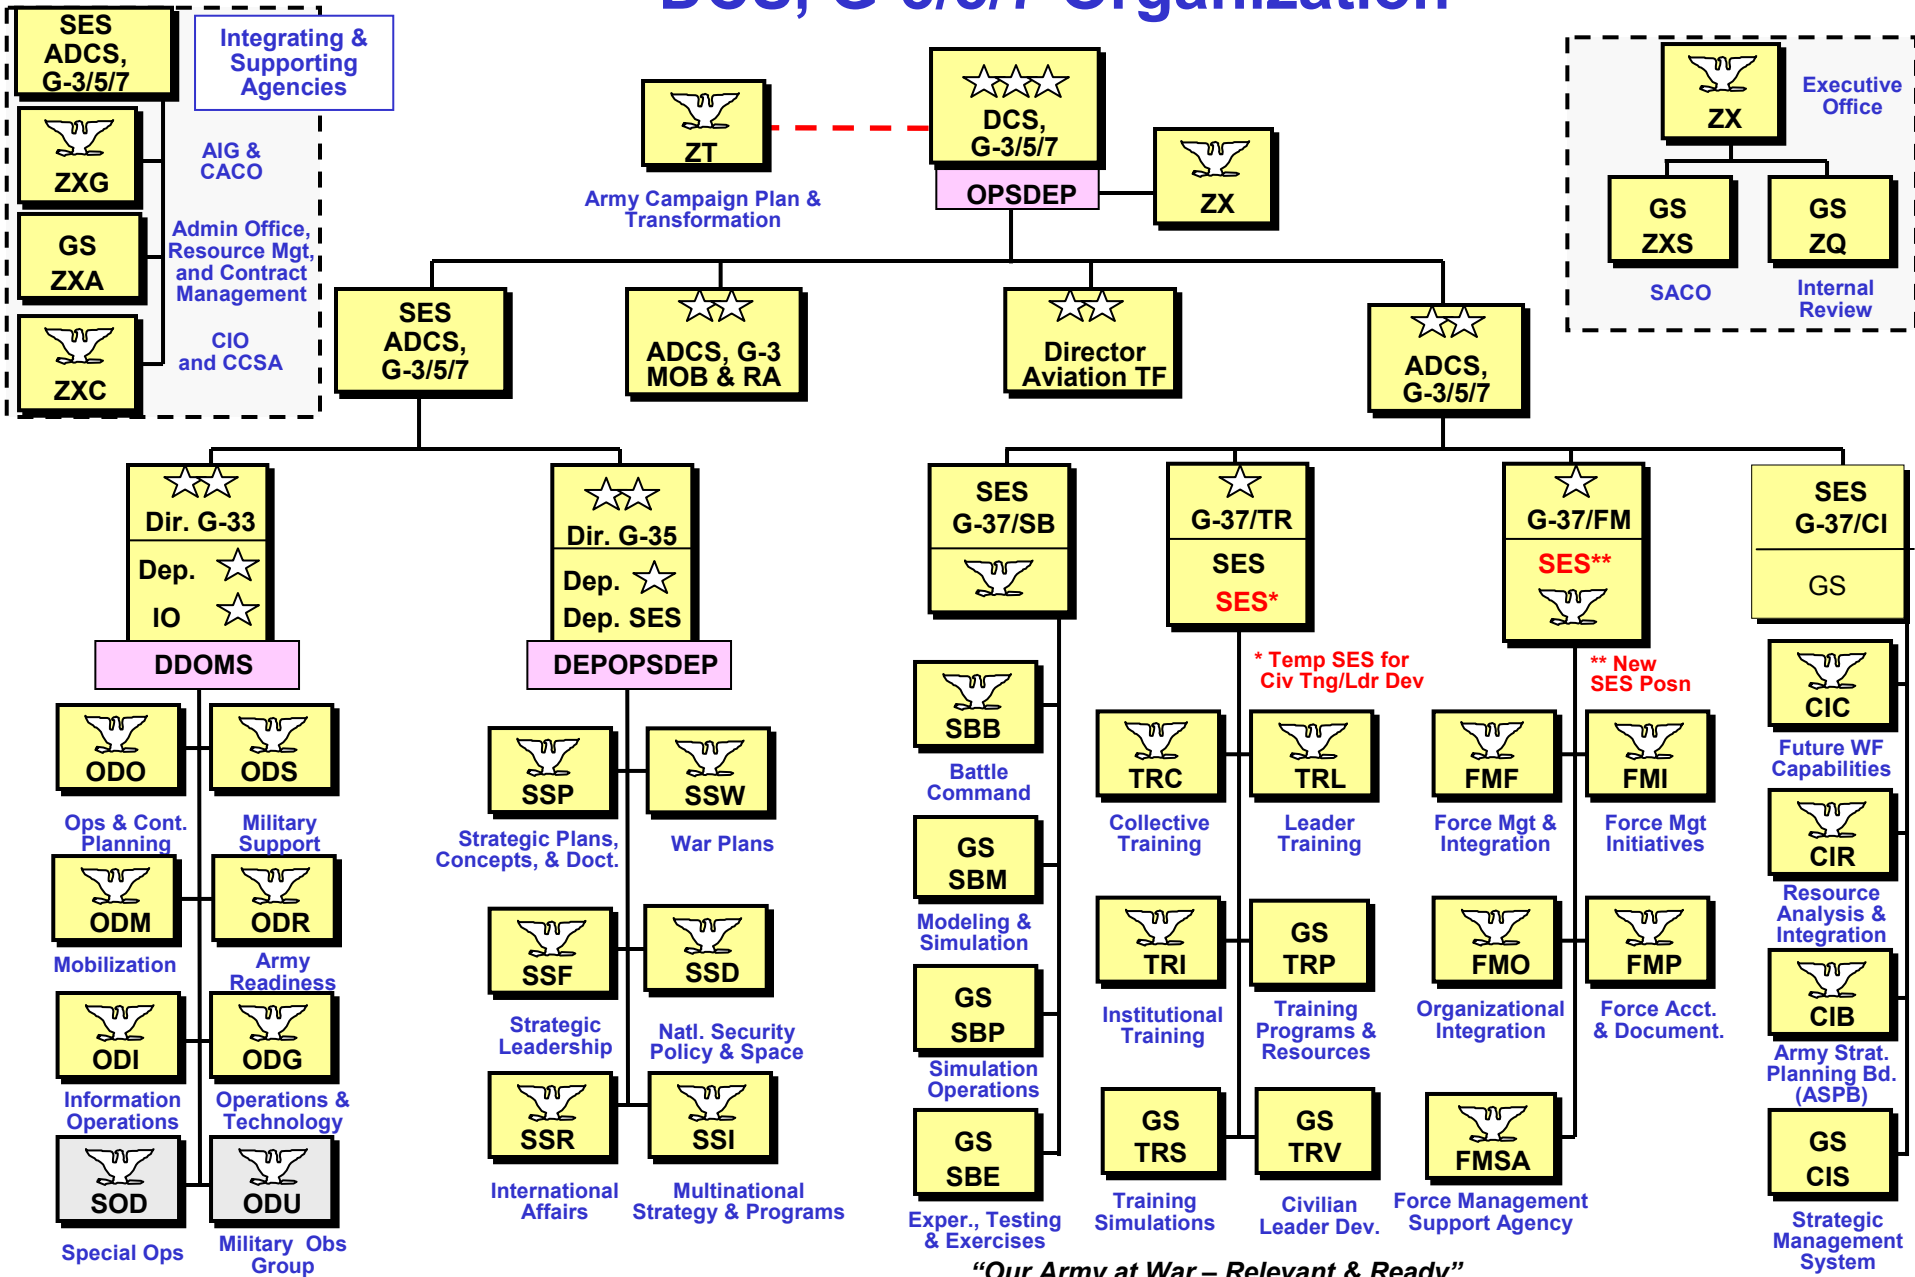 DCS, G-3/5/7 Organization
SES
ADCS,
G-3/5/7
Integrating &
Supporting
Agencies
ZXG
AIG &
CACO
GS
ZXA
Admin Office,
Resource Mgt,
and Contract
Management
ZXC
CIO
and CCSA
ZT
Army Campaign Plan &
Transformation
DCS,
G-3/5/7
OPSDEP
ZX
ZX
Executive
Office
GS
ZXS
SACO
GS
ZQ
Internal
Review
SES
ADCS,
G-3/5/7
ADCS, G-3
MOB & RA
Director
Aviation TF
ADCS,
G-3/5/7
Dir. G-33
Dep.
IO
DDOMS
ODO
Ops & Cont.
Planning
ODS
Military
Support
ODM
Mobilization
ODR
Army
Readiness
ODI
Information
Operations
ODG
Operations &
Technology
SOD
Special Ops
ODU
Military Obs
Group
Dir. G-35
Dep.
Dep. SES
DEPOPSDEP
SSP
Strategic Plans,
Concepts, & Doct.
SSW
War Plans
SSF
Strategic
Leadership
SSD
Natl. Security
Policy & Space
SSR
International
Affairs
SSI
Multinational
Strategy & Programs
SES
G-37/SB
SBB
Battle
Command
GS
SBM
Modeling &
Simulation
GS
SBP
Simulation
Operations
GS
SBE
Exper., Testing
& Exercises
G-37/TR
SES
SES*
* Temp SES for
Civ Tng/Ldr Dev
TRC
Collective
Training
TRL
Leader
Training
TRI
Institutional
Training
GS
TRP
Training
Programs &
Resources
GS
TRS
Training
Simulations
GS
TRV
Civilian
Leader Dev.
G-37/FM
SES**
** New
SES Posn
FMF
Force Mgt &
Integration
FMI
Force Mgt
Initiatives
FMO
Organizational
Integration
FMP
Force Acct.
& Document.
FMSA
Force Management
Support Agency
SES
G-37/CI
GS
CIC
Future WF
Capabilities
CIR
Resource
Analysis &
Integration
CIB
Army Strat.
Planning Bd.
(ASPB)
GS
CIS
Strategic
Management
System
“Our Army at War – Relevant & Ready”